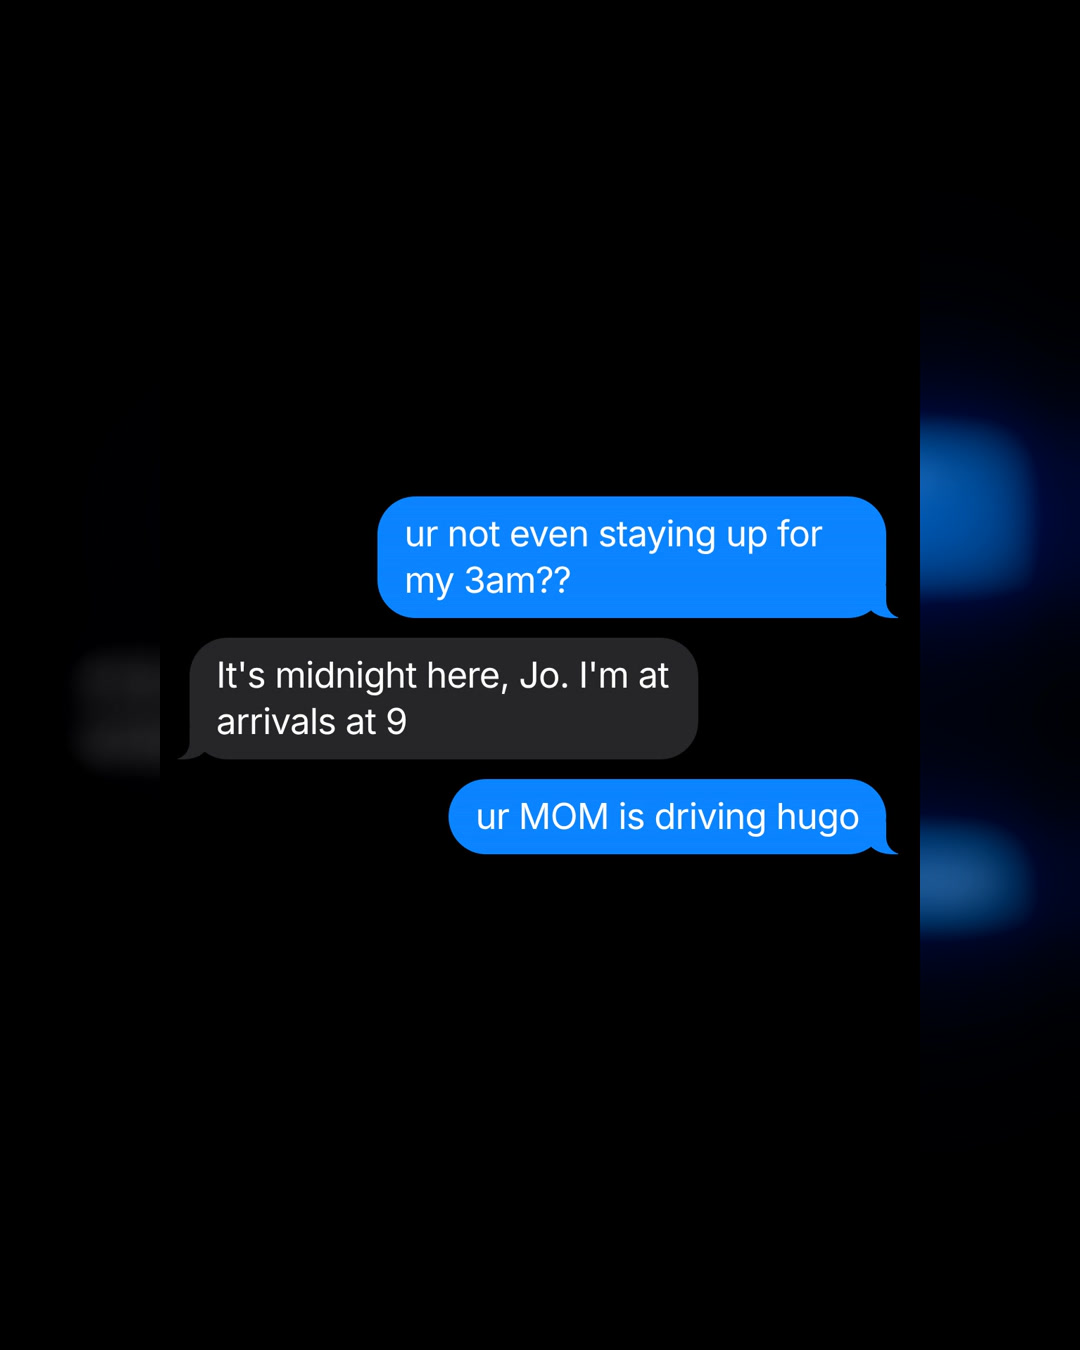 ur not even staying up for
my 3am??
It's midnight here, Jo. I'm at
arrivals at 9
ur MOM is driving hugo